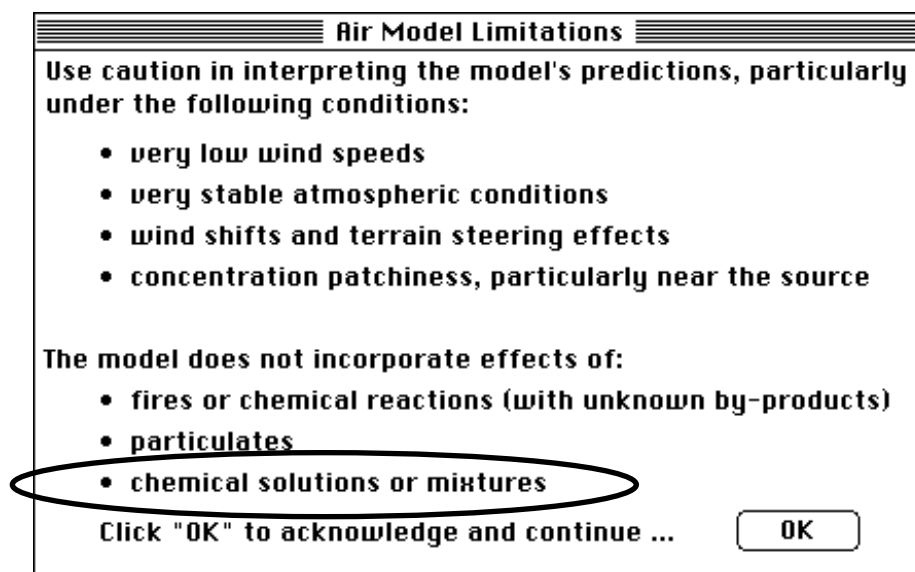 Air Model Limitations
Use caution in interpreting the model's predictions, particularly
under the following conditions:
• very low wind speeds
• very stable atmospheric conditions
• wind shifts and terrain steering effects
• concentration patchiness, particularly near the source
The model does not incorporate effects of:
• fires or chemical reactions (with unknown by-products)
• particulates
• chemical solutions or mixtures
Click "OK" to acknowledge and continue ...
OK